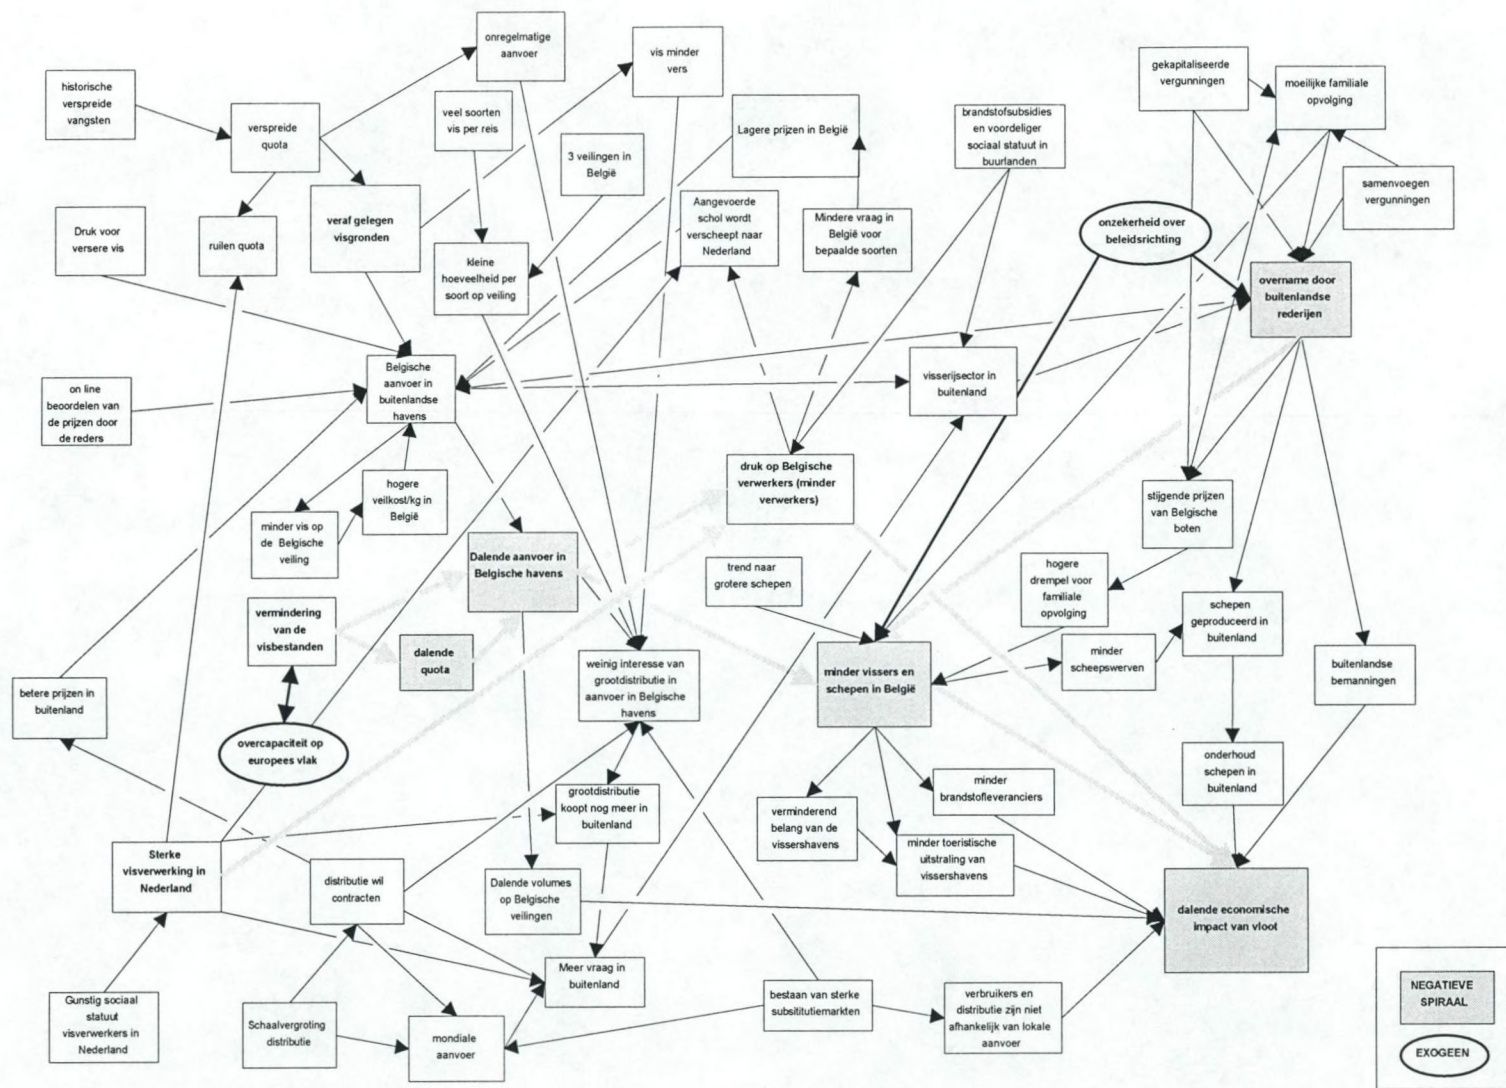 onregelmatige
aanvoer
vis minder
vers
gekapitaliseerde
vergunningen
moeilijke familiale
opvolging
historische
verspreide
vangsten
verspreide
quota
veel soorten
vis per reis
Lagere prijzen in België
brandstofsubsidies
en voordeliger
sociaal statuut in
buurlanden
3 veilingen in
België
samenvoegen
vergunningen
Druk voor
versere vis
ruilen quota
veraf gelegen
visgronden
kleine
hoeveelheid per
soort op veiling
Aangevoerde
schol wordt
verscheept naar
Nederland
Mindere vraag in
België voor
bepaalde soorten
onzekerheid over
beleidsrichting
overname door
buitenlandse
rederijen
on line
beoordelen van
de prijzen door
de reders
Belgische
aanvoer in
buitenlandse
havens
visserijsector in
buitenland
hogere
veilkost/kg in
België
minder vis op
de Belgische
veiling
druk op Belgische
verwerkers (minder
verwerkers)
stijgende prijzen
van Belgische
boten
Dalende aanvoer in
Belgische havens
trend naar
grotere schepen
hogere
drempel voor
familiale
opvolging
vermindering
van de
visbestanden
dalende
quota
schepen
geproduceerd in
buitenland
betere prijzen in
buitenland
weinig interesse van
grootdistributie in
aanvoer in Belgische
havens
minder vissers en
schepen in België
minder
scheepswerven
buitenlandse
bemanningen
overcapaciteit op
europees vlak
grootdistributie
koopt nog meer in
buitenland
verminderend
belang van de
vissershavens
minder
brandstofleveranciers
onderhoud
schepen in
buitenland
Sterke
visverwerking in
Nederland
distributie wil
contracten
Dalende volumes
op Belgische
veilingen
minder toeristische
uitstraling van
vissershavens
dalende economische
impact van vloot
Gunstig sociaal
statuut
visverwerkers in
Nederland
Schaalvergroting
distributie
mondiale
aanvoer
Meer vraag in
buitenland
bestaan van sterke
subsititutiemarkten
verbruikers en
distributie zijn niet
afhankelijk van lokale
aanvoer
NEGATIEVE
SPIRAAL
EXOGEEN